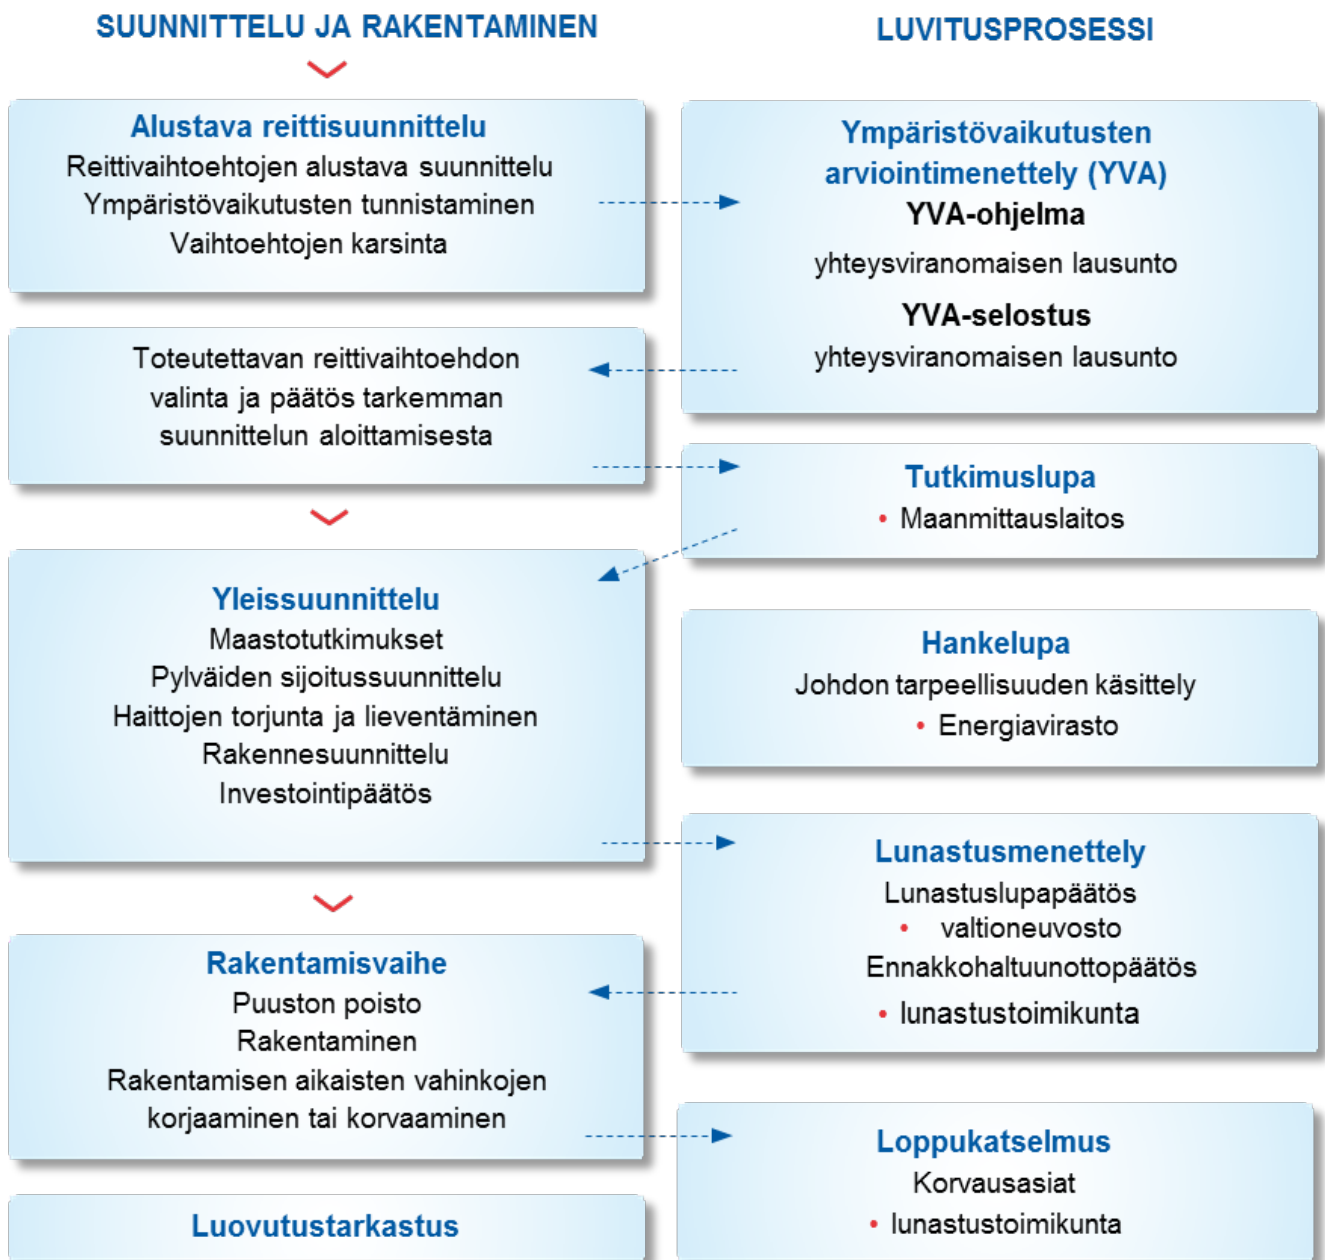 SUUNNITTELU JA RAKENTAMINEN
Alustava reittisuunnittelu
Reittivaihtoehtojen alustava suunnittelu
Ympäristövaikutusten tunnistaminen
Vaihtoehtojen karsinta
Toteutettavan reittivaihtoehdon
valinta ja päätös tarkemman
suunnittelun aloittamisesta
Yleissuunnittelu
Maastotutkimukset
Pylväiden sijoitussuunnittelu
Haittojen torjunta ja lieventäminen
Rakennesuunnittelu
Investointipäätös
Rakentamisvaihe
Puuston poisto
Rakentaminen
Rakentamisen aikaisten vahinkojen
korjaaminen tai korvaaminen
Luovutustarkastus
LUVITUSPROSESSI
Ympäristövaikutusten
arviointimenettely (YVA)
YVA-ohjelma
yhteysviranomaisen lausunto
YVA-selostus
yhteysviranomaisen lausunto
Tutkimuslupa
• Maanmittauslaitos
Hankelupa
Johdon tarpeellisuuden käsittely
• Energiavirasto
Lunastusmenettely
Lunastuslupapäätös
• valtioneuvosto
Ennakkohaltuunottopäätös
• lunastustoimikunta
Loppukatselmus
Korvausasiat
• lunastustoimikunta